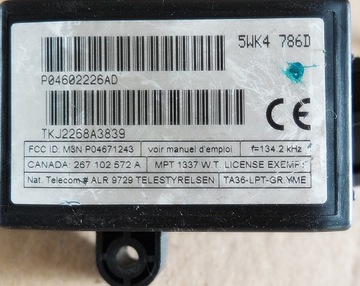 5WK4 786D
P04602226AD
CE
TKJ2268A3839
FCC ID: M3N P04671243 voir manuel d'emploi f=134.2 kHz
CANADA: 267 102 572 A MPT 1337 W.T. LICENSE EXEMPT
Nat. Telecom# ALR 9729 TELESTYRELSEN TA36-LPT-GR.